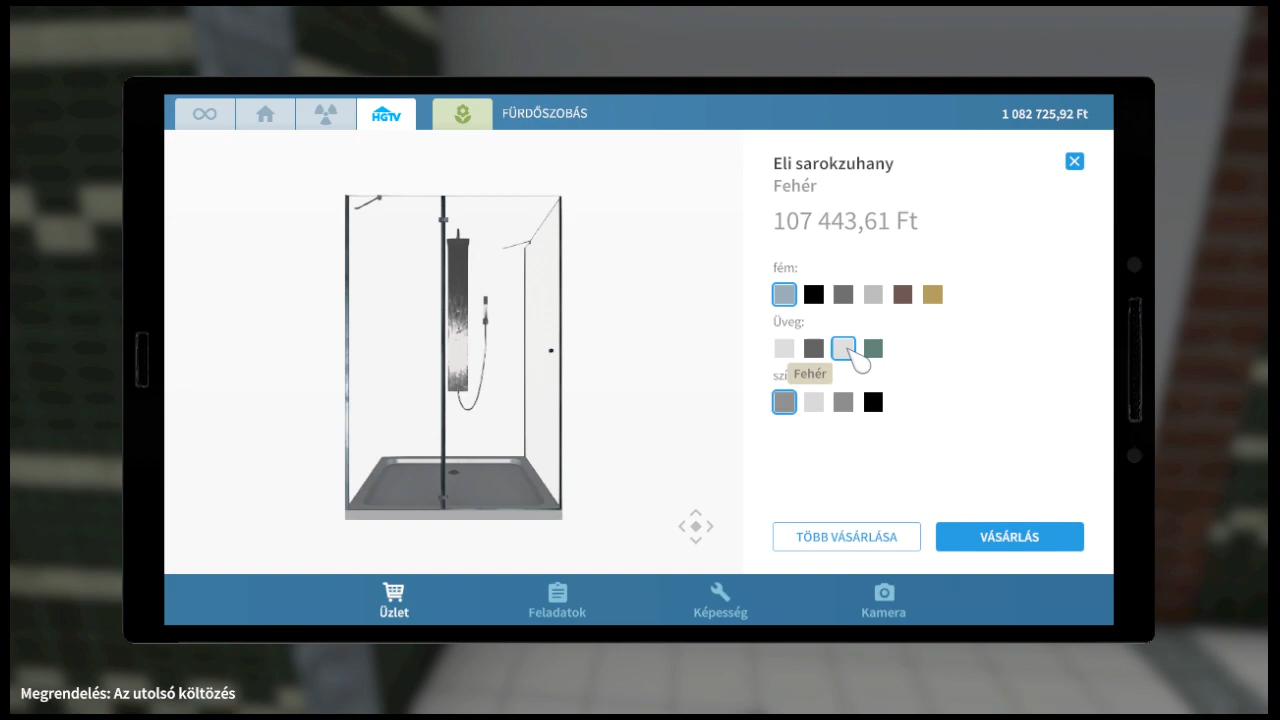 HGTV
FÜRDŐSZOBÁS
1 082 725,92 Ft
Eli sarokzuhany
Fehér
107 443,61 Ft
fém:
Üveg:
Fehér
TÖBB VÁSÁRLÁSA
VÁSÁRLÁS
Üzlet
Feladatok
Képesség
Kamera
Megrendelés: Az utolsó költözés